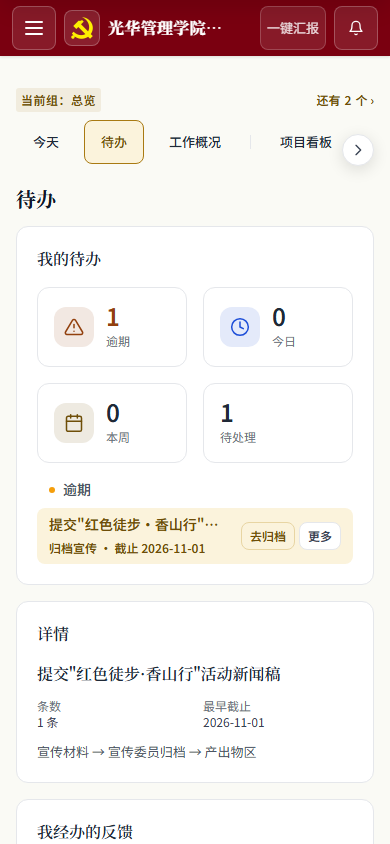 光华管理学院…
一键汇报
当前组：总览
还有 2 个 ›
今天
待办
工作概况
项目看板
待办
我的待办
1
逾期
0
今日
0
本周
1
待处理
逾期
提交"红色徒步·香山行"…
归档宣传 • 截止 2026-11-01
去归档
更多
详情
提交"红色徒步·香山行"活动新闻稿
条数
1 条
最早截止
2026-11-01
宣传材料 → 宣传委员归档 → 产出物区
我经办的反馈